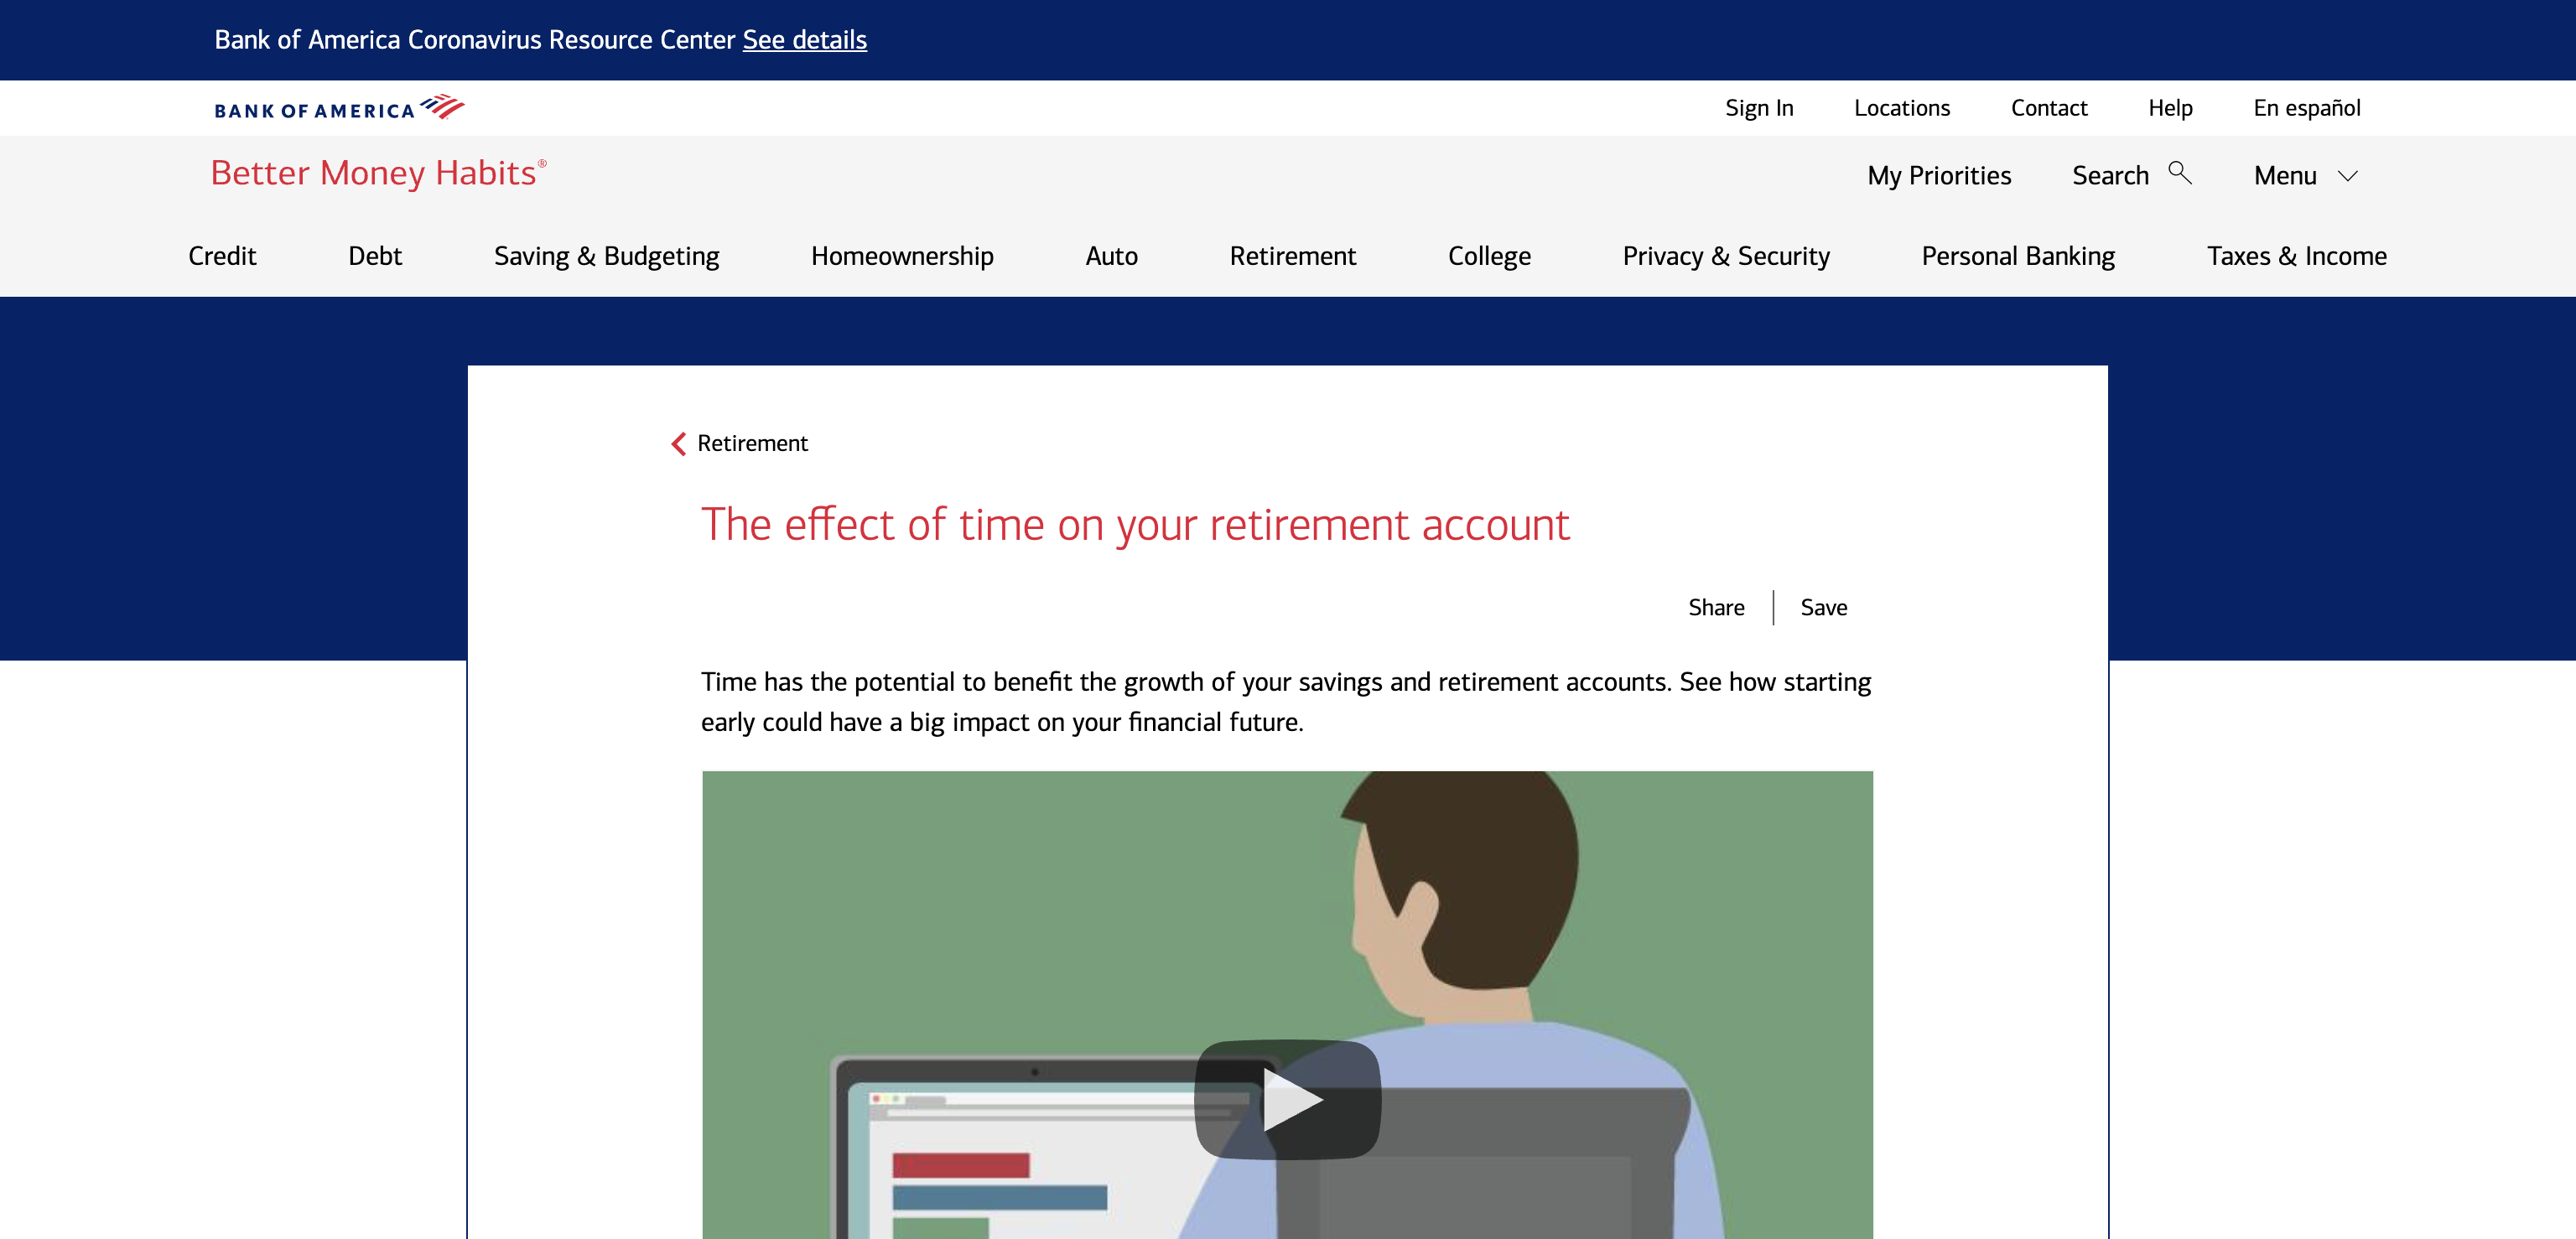 Bank of America Coronavirus Resource Center See details
BANK OF AMERICA
Sign In Locations Contact Help En español
Better Money Habits®
My Priorities Search Menu
Credit Debt Saving & Budgeting Homeownership Auto Retirement College Privacy & Security Personal Banking Taxes & Income
Retirement
The effect of time on your retirement account
Share Save
Time has the potential to benefit the growth of your savings and retirement accounts. See how starting
early could have a big impact on your financial future.